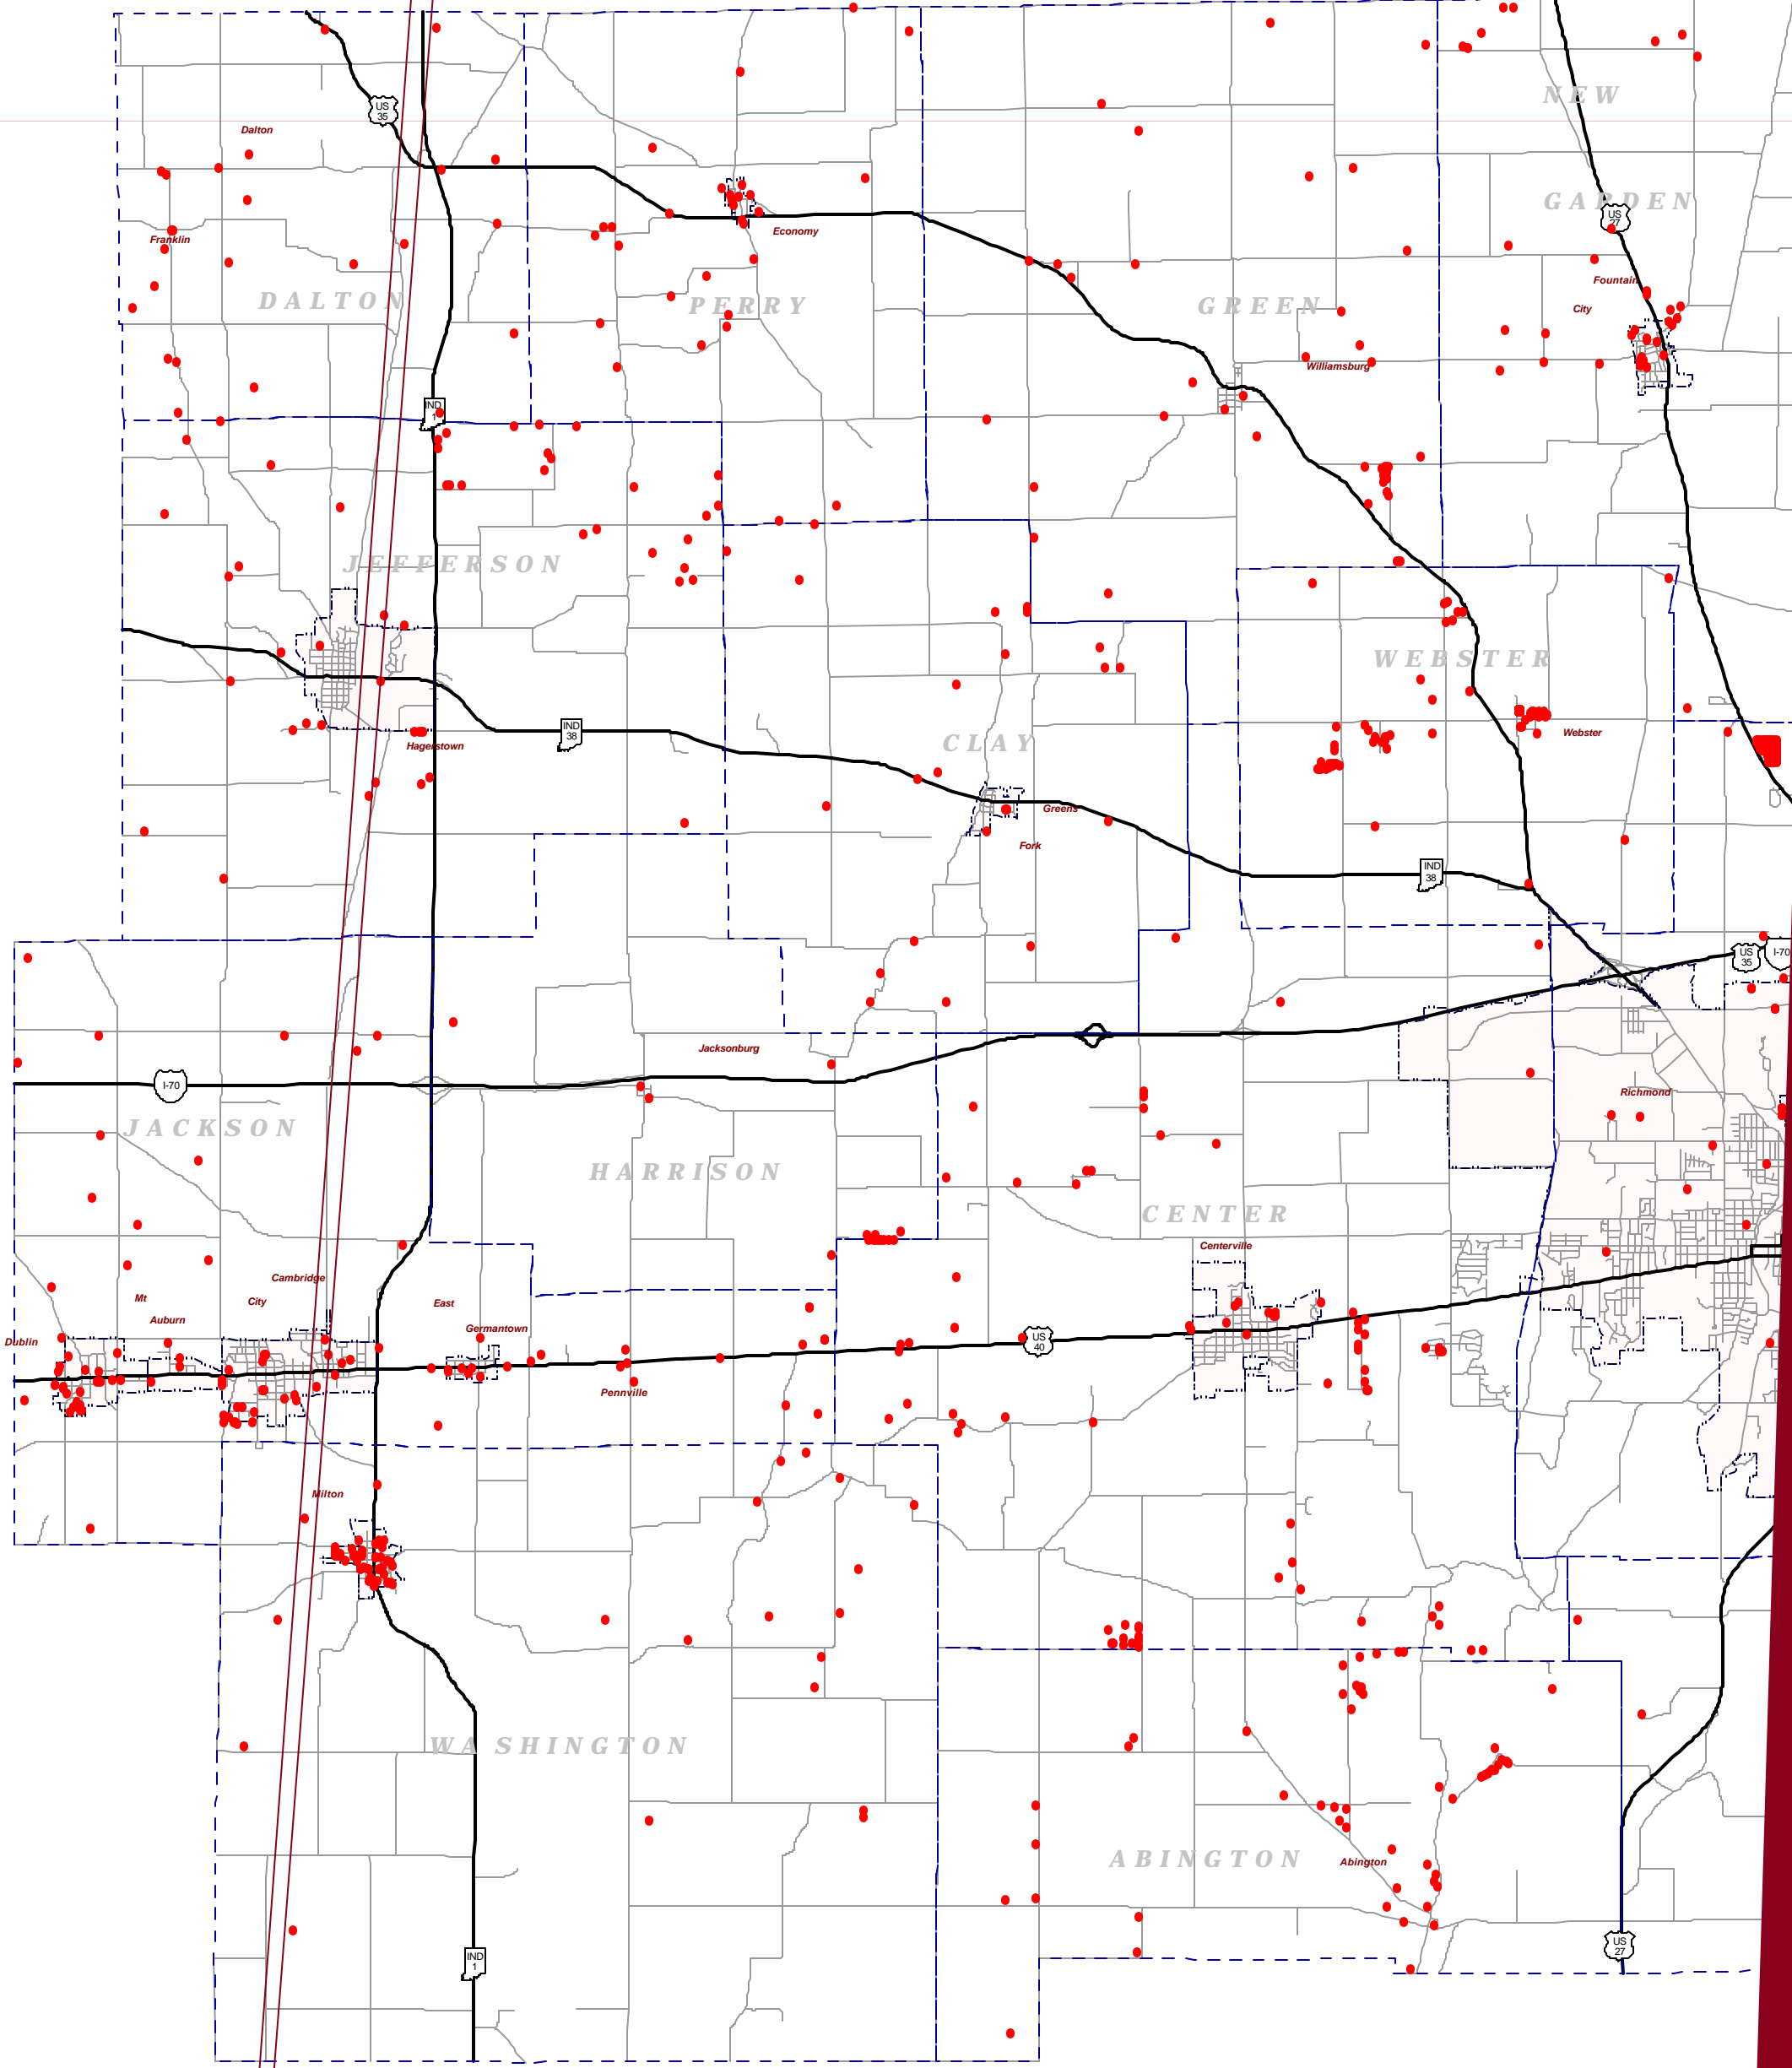 NEW
US
35
Dalton
GARDEN
US
27
Franklin
Economy
Fountain
DALTON
PERRY
GREEN
City
Williamsburg
IND
1
JEFFERSON
WEBSTER
Webster
IND
38
CLAY
Hagerstown
Greens
Fork
IND
38
US
35
I-70
Jacksonburg
I-70
Richmond
JACKSON
HARRISON
CENTER
Centerville
Cambridge
Mt
City
East
Auburn
Germantown
Dublin
US
40
Pennville
Milton
WASHINGTON
ABINGTON
Abington
US
27
IND
1